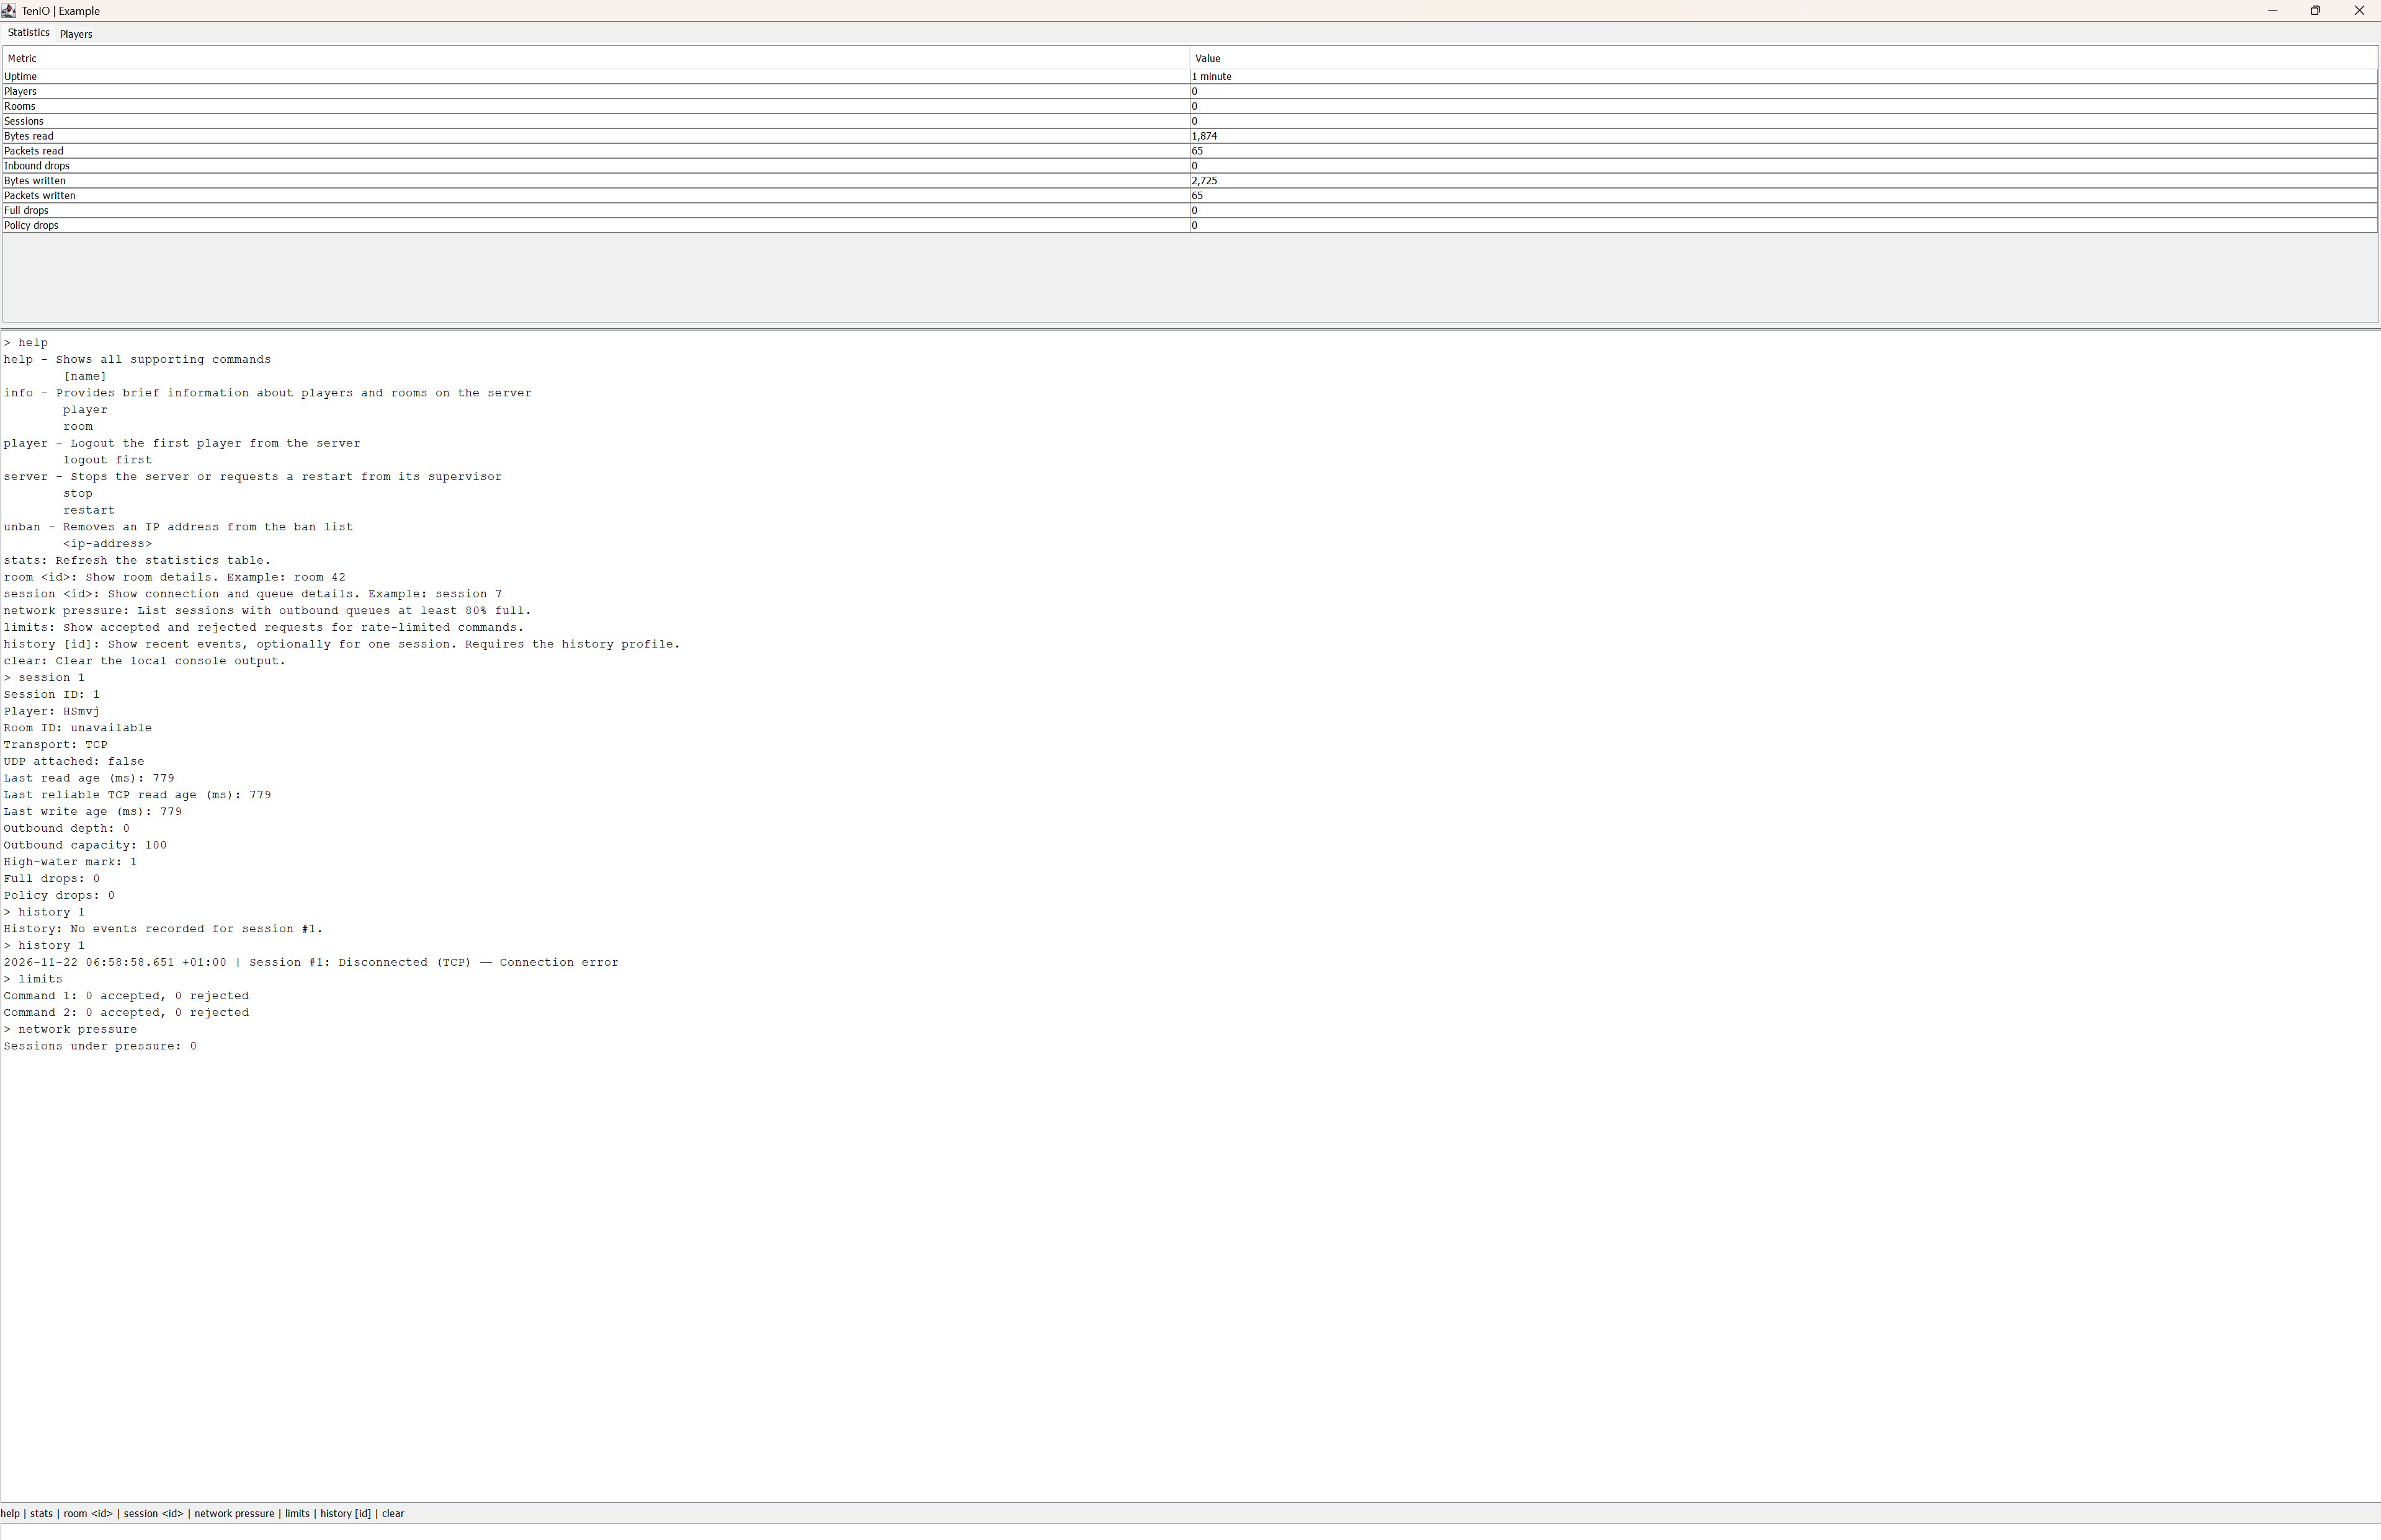 TenIO | Example
Statistics Players
Metric Value
Uptime 1 minute
Players 0
Rooms 0
Sessions 0
Bytes read 1,874
Packets read 65
Inbound drops 0
Bytes written 2,725
Packets written 65
Full drops 0
Policy drops 0
> help
help - Shows all supporting commands
[name]
info - Provides brief information about players and rooms on the server
player
room
player - Logout the first player from the server
logout first
server - Stops the server or requests a restart from its supervisor
stop
restart
unban - Removes an IP address from the ban list
<ip-address>
stats: Refresh the statistics table.
room <id>: Show room details. Example: room 42
session <id>: Show connection and queue details. Example: session 7
network pressure: List sessions with outbound queues at least 80% full.
limits: Show accepted and rejected requests for rate-limited commands.
history [id]: Show recent events, optionally for one session. Requires the history profile.
clear: Clear the local console output.
> session 1
Session ID: 1
Player: HSmvj
Room ID: unavailable
Transport: TCP
UDP attached: false
Last read age (ms): 779
Last reliable TCP read age (ms): 779
Last write age (ms): 779
Outbound depth: 0
Outbound capacity: 100
High-water mark: 1
Full drops: 0
Policy drops: 0
> history 1
History: No events recorded for session #1.
> history 1
2026-11-22 06:58:58.651 +01:00 | Session #1: Disconnected (TCP) — Connection error
> limits
Command 1: 0 accepted, 0 rejected
Command 2: 0 accepted, 0 rejected
> network pressure
Sessions under pressure: 0
help | stats | room <id> | session <id> | network pressure | limits | history [id] | clear